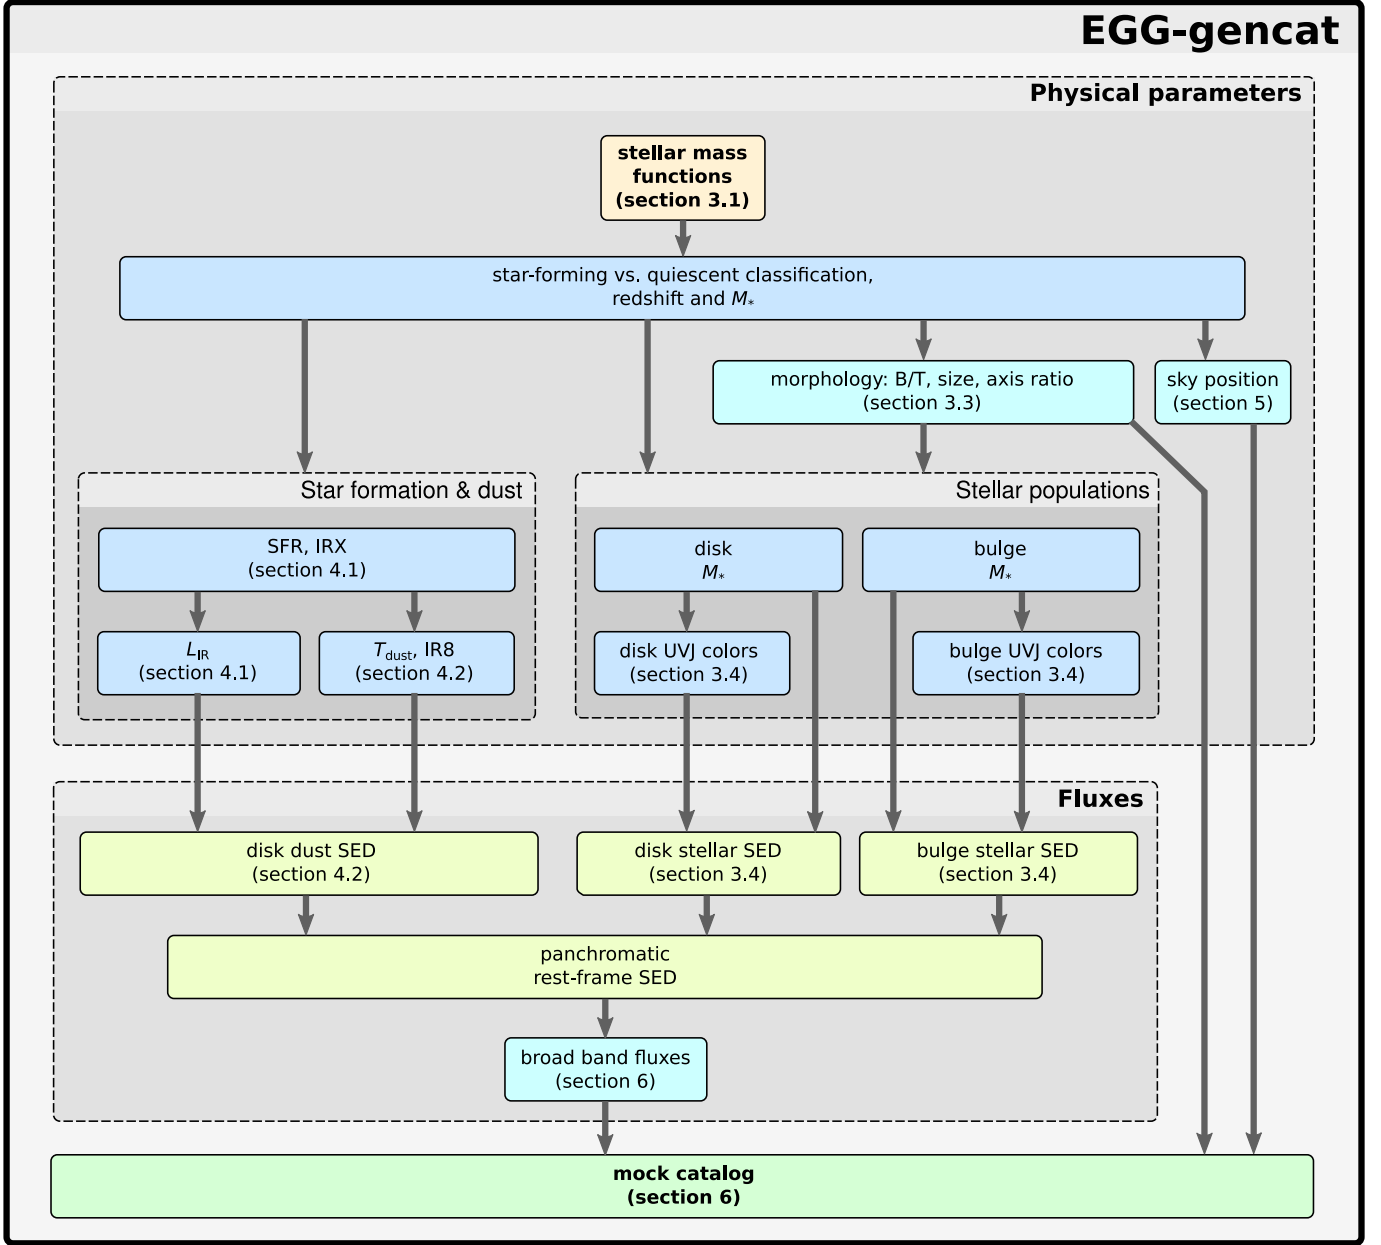 EGG-gencat
Physical parameters
stellar mass
functions
(section 3.1)
star-forming vs. quiescent classification,
redshift and M*
morphology: B/T, size, axis ratio
(section 3.3)
sky position
(section 5)
Star formation & dust
SFR, IRX
(section 4.1)
LIR
(section 4.1)
Tdust, IR8
(section 4.2)
Stellar populations
disk
M*
bulge
M*
disk UVJ colors
(section 3.4)
bulge UVJ colors
(section 3.4)
Fluxes
disk dust SED
(section 4.2)
disk stellar SED
(section 3.4)
bulge stellar SED
(section 3.4)
panchromatic
rest-frame SED
broad band fluxes
(section 6)
mock catalog
(section 6)